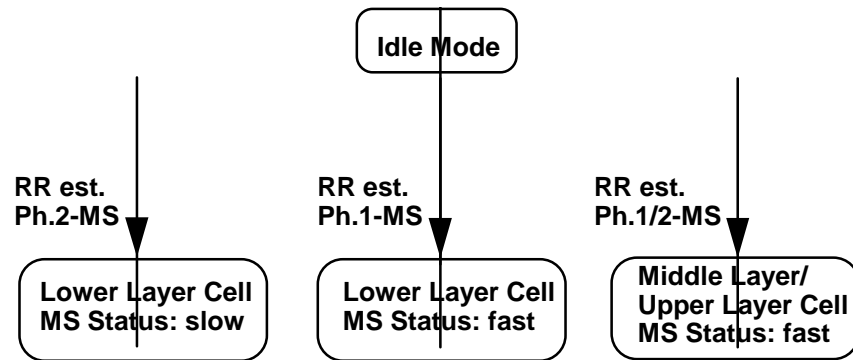 Idle Mode
RR est.
Ph.2-MS
RR est.
Ph.1-MS
RR est.
Ph.1/2-MS
Lower Layer Cell
MS Status: slow
Lower Layer Cell
MS Status: fast
Middle Layer/
Upper Layer Cell
MS Status: fast